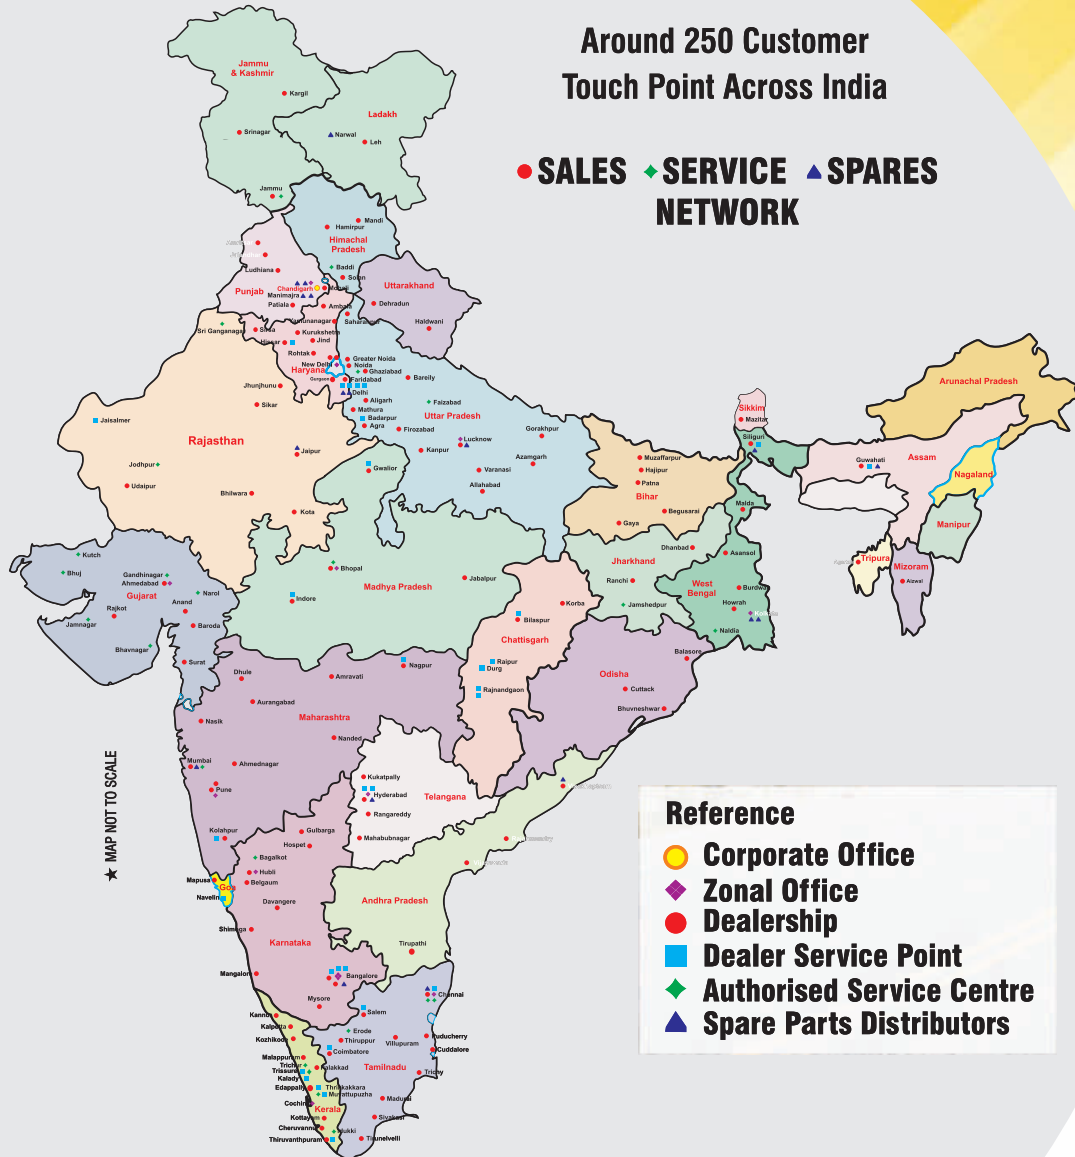 Around 250 Customer
Touch Point Across India
SALES SERVICE SPARES
NETWORK
Jammu
& Kashmir
Kargil
Ladakh
Srinagar
Narwal
Leh
Jammu
Mandi
Hamirpur
Himachal
Pradesh
Baddi
Solan
Ludhiana
Punjab
Chandigarh
Mohali
Manimajra
Patiala
Uttarakhand
Dehradun
Haldwani
Ambala
Yamunanagar
Saharanpur
Sri Ganganagar
Sirsa
Kurukshetra
Hissar
Jind
Rohtak
Greater Noida
New Delhi
Noida
Haryana
Ghaziabad
Gurgaon
Faridabad
Delhi
Bareily
Jhunjhunu
Aligarh
Sikar
Mathura
Faizabad
Badarpur
Uttar Pradesh
Agra
Firozabad
Gorakhpur
Jaisalmer
Rajasthan
Lucknow
Jaipur
Kanpur
Jodhpur
Gwalior
Varanasi
Azamgarh
Udaipur
Bhilwara
Allahabad
Kota
Sikkim
Mazitar
Siliguri
Arunachal Pradesh
Assam
Guwahati
Nagaland
Manipur
Tripura
Mizoram
Aizwal
Muzaffarpur
Hajipur
Patna
Bihar
Begusarai
Gaya
Malda
Dhanbad
Asansol
Jharkhand
Ranchi
West
Bengal
Burdwan
Jamshedpur
Howrah
Kolkata
Naldia
Kutch
Bhuj
Gandhinagar
Ahmedabad
Gujarat
Narol
Anand
Rajkot
Jamnagar
Baroda
Bhavnagar
Surat
Bhopal
Madhya Pradesh
Jabalpur
Indore
Korba
Bilaspur
Chattisgarh
Raipur
Durg
Rajnandgaon
Balasore
Odisha
Cuttack
Bhuvneshwar
Nagpur
Dhule
Amravati
Aurangabad
Maharashtra
Nasik
Nanded
Mumbai
Ahmednagar
Pune
Kolahpur
Kukatpally
Hyderabad
Telangana
Rangareddy
Mahabubnagar
MAP NOT TO SCALE
Gulbarga
Hospet
Bagalkot
Hubli
Mapusa
Goa
Belgaum
Navelin
Davangere
Shimoga
Karnataka
Andhra Pradesh
Tirupathi
Mangalore
Bangalore
Mysore
Chennai
Salem
Kannur
Kalpetta
Erode
Kozhikode
Thiruppur
Villupuram
Puducherry
Coimbatore
Cuddalore
Malappuram
Trichur
Palakkad
Tamilnadu
Trissura
Trichy
Kalady
Edappally
Thrikkakkara
Muvattupuzha
Madurai
Cochin
Kerala
Kottayam
Sivakasi
Cheruvannur
Idukki
Thiruvanthpuram
Tirunelvelli
Reference
Corporate Office
Zonal Office
Dealership
Dealer Service Point
Authorised Service Centre
Spare Parts Distributors